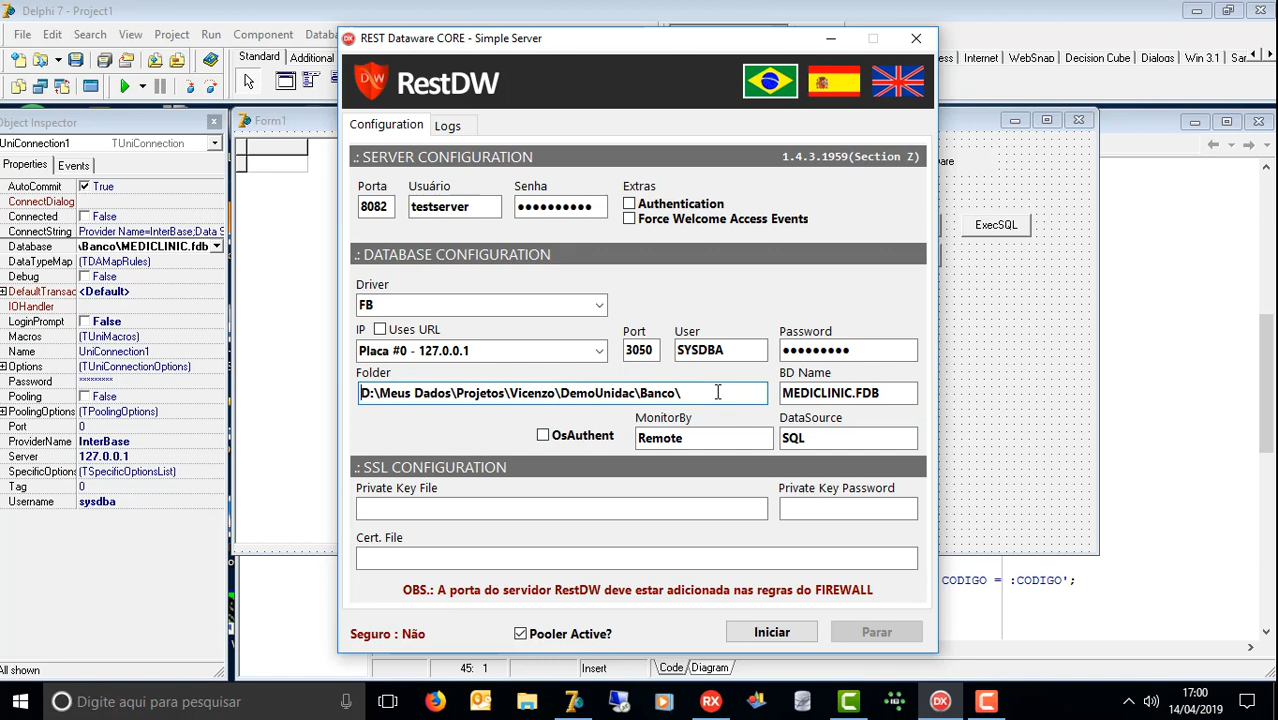 Delphi 7 - Project1
File Edit Search View Project Run Component
Standard Additional
Internet WebSnap Decision Cube Dialogs Win 3.1
Object Inspector
UniConnection1 TUniConnection
Properties Events
AutoCommit True
ConnectDialog
Connected False
ConnectString Provider Name=InterBase;Data S
Database \Banco\MEDICLINIC.fdb
DataTypeMap (TDAMapRules)
Debug False
DefaultTransac <Default>
IOHandler
LoginPrompt False
Macros (TUniMacros)
Name UniConnection1
Options (TUniConnectionOptions)
Password ********
Pooling False
PoolingOptions (TPoolingOptions)
Port 0
ProviderName InterBase
Server 127.0.0.1
SpecificOptions (TSpecificOptionsList)
Tag 0
Username sysdba
All shown
Form1
REST Dataware CORE - Simple Server
RestDW
Configuration Logs
.: SERVER CONFIGURATION 1.4.3.1959(Section Z)
Porta Usuário Senha Extras
8082 testserver ●●●●●●●●●● Authentication
Force Welcome Access Events
.: DATABASE CONFIGURATION
Driver
FB
IP Uses URL Port User Password
Placa #0 - 127.0.0.1 3050 SYSDBA ●●●●●●●●●
Folder BD Name
D:\Meus Dados\Projetos\Vicenzo\DemoUnidac\Banco\ MEDICLINIC.FDB
OsAuthent MonitorBy DataSource
Remote SQL
.: SSL CONFIGURATION
Private Key File Private Key Password
Cert. File
OBS.: A porta do servidor RestDW deve estar adicionada nas regras do FIREWALL
Seguro : Não Pooler Active? Iniciar Parar
ExecSQL
CODIGO = :CODIGO';
45: 1 Insert Code Diagram
Digite aqui para pesquisar
17:00
14/04/2019